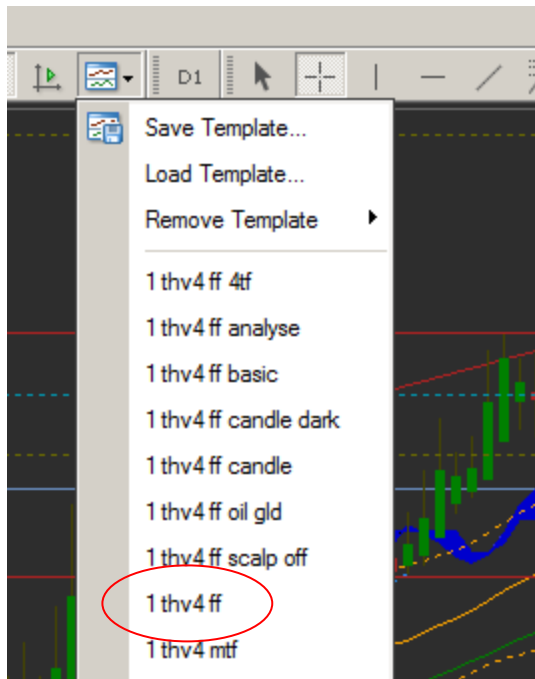 D1
Save Template...
Load Template...
Remove Template
1 thv4 ff 4tf
1 thv4 ff analyse
1 thv4 ff basic
1 thv4 ff candle dark
1 thv4 ff candle
1 thv4 ff oil gld
1 thv4 ff scalp off
1 thv4 ff
1 thv4 mtf